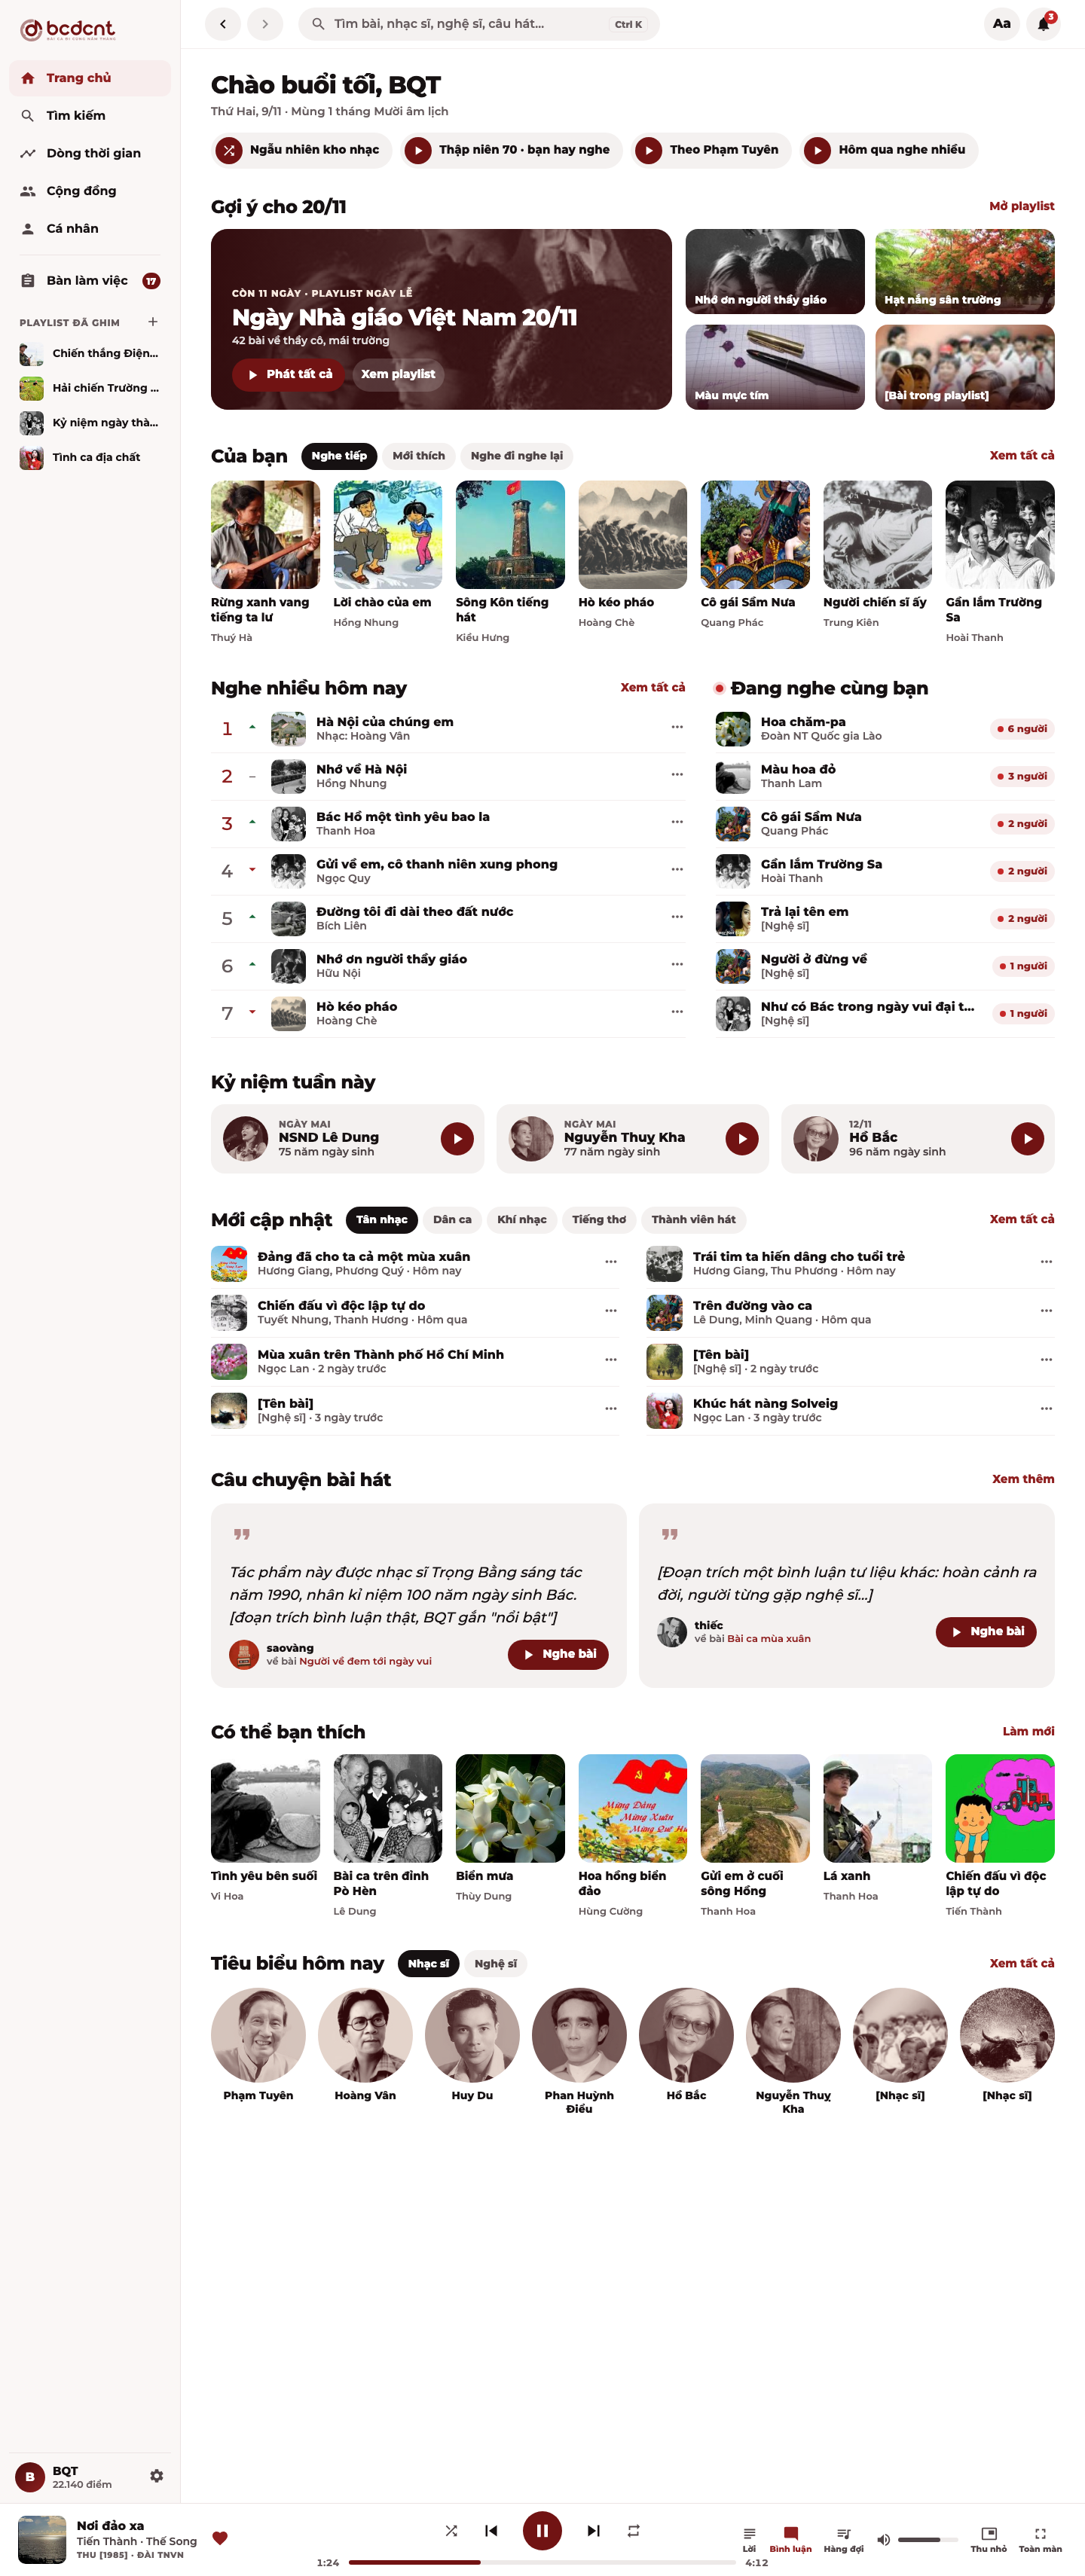 bcdcnt
Trang chủ
Tìm kiếm
Dòng thời gian
Cộng đồng
Cá nhân
Bàn làm việc 17
PLAYLIST ĐÃ GHIM
Chiến thắng Điện...
Hải chiến Trường ...
Kỷ niệm ngày thà...
Tình ca địa chất
Tìm bài, nhạc sĩ, nghệ sĩ, câu hát... Ctrl K
Aa 3
Chào buổi tối, BQT
Thứ Hai, 9/11 · Mùng 1 tháng Mười âm lịch
Ngẫu nhiên kho nhạc
Thập niên 70 · bạn hay nghe
Theo Phạm Tuyên
Hôm qua nghe nhiều
Gợi ý cho 20/11
Mở playlist
CÒN 11 NGÀY · PLAYLIST NGÀY LỄ
Ngày Nhà giáo Việt Nam 20/11
42 bài về thầy cô, mái trường
Phát tất cả
Xem playlist
Nhớ ơn người thầy giáo
Hạt nắng sân trường
Màu mực tím
[Bài trong playlist]
Của bạn
Nghe tiếp
Mới thích
Nghe đi nghe lại
Xem tất cả
Rừng xanh vang
tiếng ta lư
Thuý Hà
Lời chào của em
Hồng Nhung
Sông Kôn tiếng
hát
Kiều Hưng
Hò kéo pháo
Hoàng Chè
Cô gái Sầm Nưa
Quang Phác
Người chiến sĩ ấy
Trung Kiên
Gần lắm Trường
Sa
Hoài Thanh
Nghe nhiều hôm nay
Xem tất cả
1
Hà Nội của chúng em
Nhạc: Hoàng Vân
2 –
Nhớ về Hà Nội
Hồng Nhung
3
Bác Hồ một tình yêu bao la
Thanh Hoa
4
Gửi về em, cô thanh niên xung phong
Ngọc Quy
5
Đường tôi đi dài theo đất nước
Bích Liên
6
Nhớ ơn người thầy giáo
Hữu Nội
7
Hò kéo pháo
Hoàng Chè
Đang nghe cùng bạn
Hoa chăm-pa
Đoàn NT Quốc gia Lào
6 người
Màu hoa đỏ
Thanh Lam
3 người
Cô gái Sầm Nưa
Quang Phác
2 người
Gần lắm Trường Sa
Hoài Thanh
2 người
Trả lại tên em
[Nghệ sĩ]
2 người
Người ở đừng về
[Nghệ sĩ]
1 người
Như có Bác trong ngày vui đại t...
[Nghệ sĩ]
1 người
Kỷ niệm tuần này
NGÀY MAI
NSND Lê Dung
75 năm ngày sinh
NGÀY MAI
Nguyễn Thuỵ Kha
77 năm ngày sinh
12/11
Hồ Bắc
96 năm ngày sinh
Mới cập nhật
Tân nhạc
Dân ca
Khí nhạc
Tiếng thơ
Thành viên hát
Xem tất cả
Đảng đã cho ta cả một mùa xuân
Hương Giang, Phương Quý · Hôm nay
Trái tim ta hiến dâng cho tuổi trẻ
Hương Giang, Thu Phương · Hôm nay
Chiến đấu vì độc lập tự do
Tuyết Nhung, Thanh Hương · Hôm qua
Trên đường vào ca
Lê Dung, Minh Quang · Hôm qua
Mùa xuân trên Thành phố Hồ Chí Minh
Ngọc Lan · 2 ngày trước
[Tên bài]
[Nghệ sĩ] · 2 ngày trước
[Tên bài]
[Nghệ sĩ] · 3 ngày trước
Khúc hát nàng Solveig
Ngọc Lan · 3 ngày trước
Câu chuyện bài hát
Xem thêm
Tác phẩm này được nhạc sĩ Trọng Bằng sáng tác
năm 1990, nhân kỉ niệm 100 năm ngày sinh Bác.
[đoạn trích bình luận thật, BQT gắn "nổi bật"]
saovàng
về bài Người về đem tới ngày vui
Nghe bài
[Đoạn trích một bình luận tư liệu khác: hoàn cảnh ra
đời, người từng gặp nghệ sĩ...]
thiếc
về bài Bài ca mùa xuân
Nghe bài
Có thể bạn thích
Làm mới
Mừng Đảng
Mừng Xuân
Tình yêu bên suối
Vi Hoa
Bài ca trên đỉnh
Pò Hèn
Lê Dung
Biển mưa
Thùy Dung
Hoa hồng biển
đảo
Hùng Cường
Gửi em ở cuối
sông Hồng
Thanh Hoa
Lá xanh
Thanh Hoa
Chiến đấu vì độc
lập tự do
Tiến Thành
Tiêu biểu hôm nay
Nhạc sĩ
Nghệ sĩ
Xem tất cả
Phạm Tuyên
Hoàng Vân
Huy Du
Phan Huỳnh
Điểu
Hồ Bắc
Nguyễn Thuỵ
Kha
[Nhạc sĩ]
[Nhạc sĩ]
B
BQT
22.140 điểm
Nơi đảo xa
Tiến Thành · Thế Song
THU [1985] · ĐÀI TNVN
1:24
4:12
Lời
Bình luận
Hàng đợi
Thu nhỏ
Toàn màn